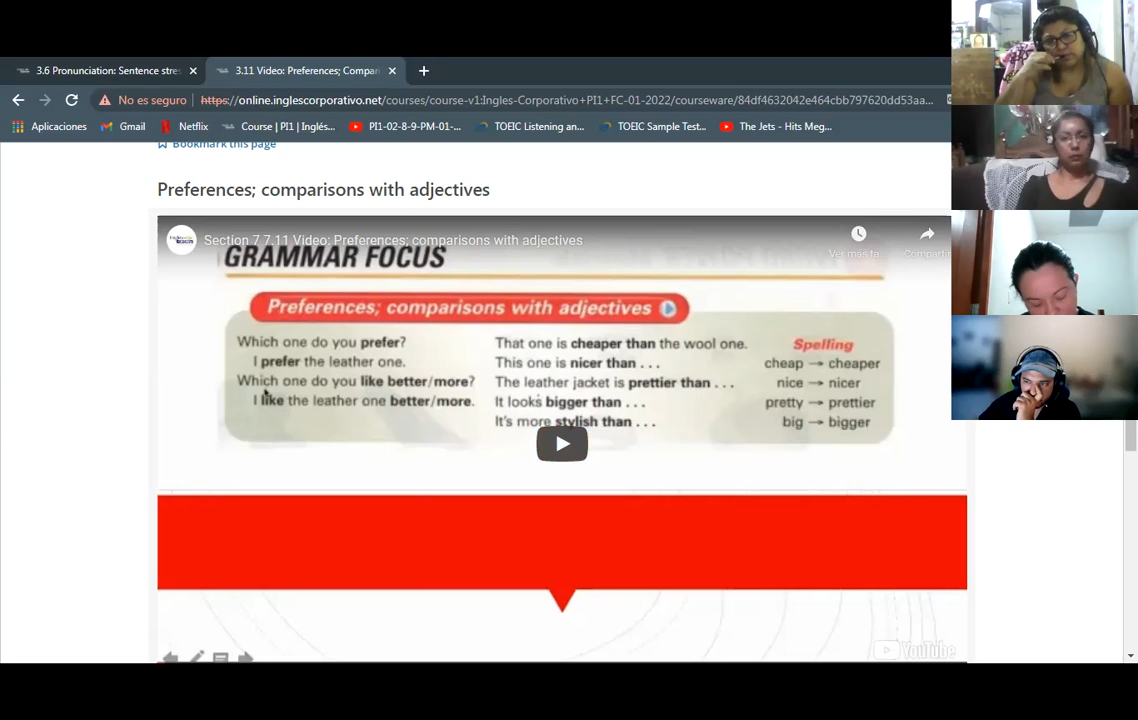 3.6 Pronunciation: Sentence stres
3.11 Video: Preferences; Compar
No es seguro
https://online.inglescorporativo.net/courses/course-v1:Ingles-Corporativo+PI1+FC-01-2022/courseware/84df4632042e464cbb797620dd53aa...
Aplicaciones
Gmail
Netflix
Course | PI1 | Inglés...
PI1-02-8-9-PM-01-...
TOEIC Listening an...
TOEIC Sample Test...
The Jets - Hits Meg...
Bookmark this page
Preferences; comparisons with adjectives
Section 7 7.11 Video: Preferences; comparisons with adjectives
Ver más ta...
Compartir
GRAMMAR FOCUS
Preferences; comparisons with adjectives
Which one do you prefer?
I prefer the leather one.
Which one do you like better/more?
I like the leather one better/more.
That one is cheaper than the wool one.
This one is nicer than . . .
The leather jacket is prettier than . . .
It looks bigger than . . .
It's more stylish than . . .
Spelling
cheap → cheaper
nice → nicer
pretty → prettier
big → bigger
YouTube